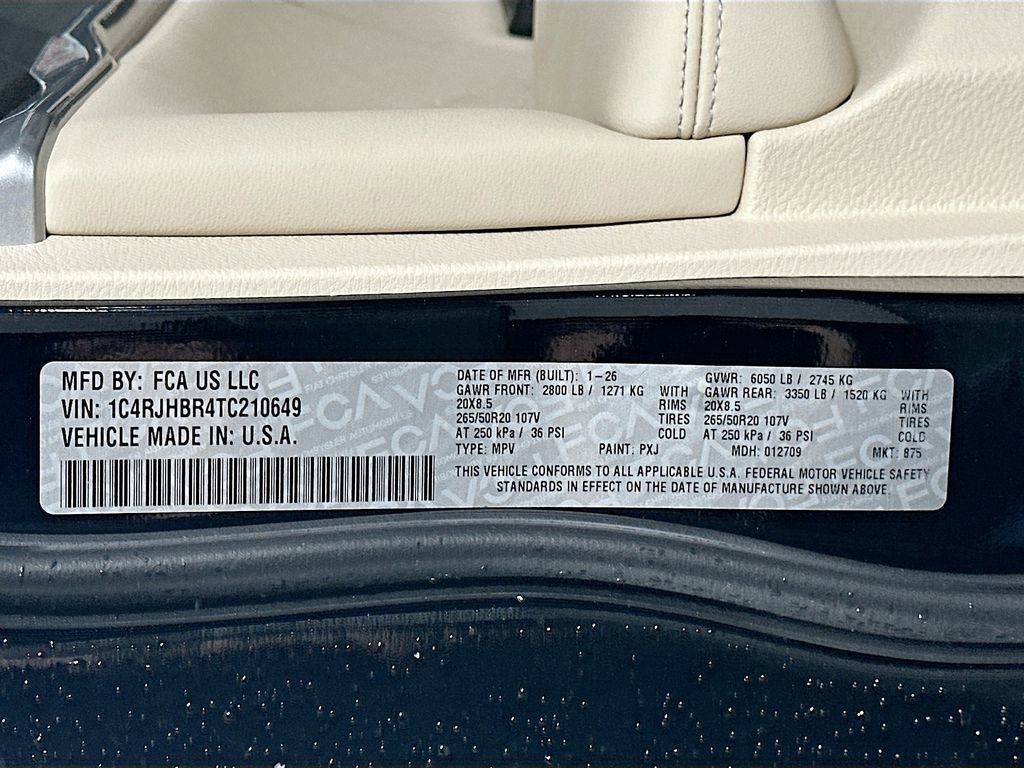 MFD BY: FCA US LLC
VIN: 1C4RJHBR4TC210649
VEHICLE MADE IN: U.S.A.
DATE OF MFR (BUILT): 1-26
GAWR FRONT: 2800 LB / 1271 KG WITH
20X8.5 RIMS
265/50R20 107V TIRES
AT 250 kPa / 36 PSI COLD
TYPE: MPV PAINT: PXJ
GVWR: 6050 LB / 2745 KG
GAWR REAR: 3350 LB / 1520 KG WITH
20X8.5 RIMS
265/50R20 107V TIRES
AT 250 kPa / 36 PSI COLD
MDH: 012709 MKT: 875
THIS VEHICLE CONFORMS TO ALL APPLICABLE U.S.A. FEDERAL MOTOR VEHICLE SAFETY
STANDARDS IN EFFECT ON THE DATE OF MANUFACTURE SHOWN ABOVE.